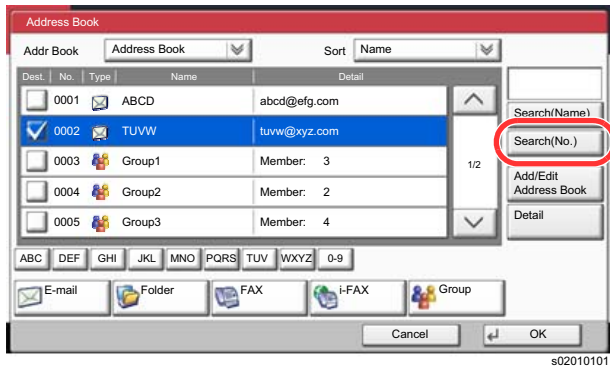 Address Book
Addr Book Address Book Sort Name
Dest. No. Type Name Detail
0001 ABCD abcd@efg.com
Search(Name)
0002 TUVW tuvw@xyz.com
Search(No.)
0003 Group1 Member: 3
1/2
Add/Edit
Address Book
0004 Group2 Member: 2
0005 Group3 Member: 4
Detail
ABC DEF GHI JKL MNO PQRS TUV WXYZ 0-9
E-mail Folder FAX i-FAX Group
Cancel OK
s02010101